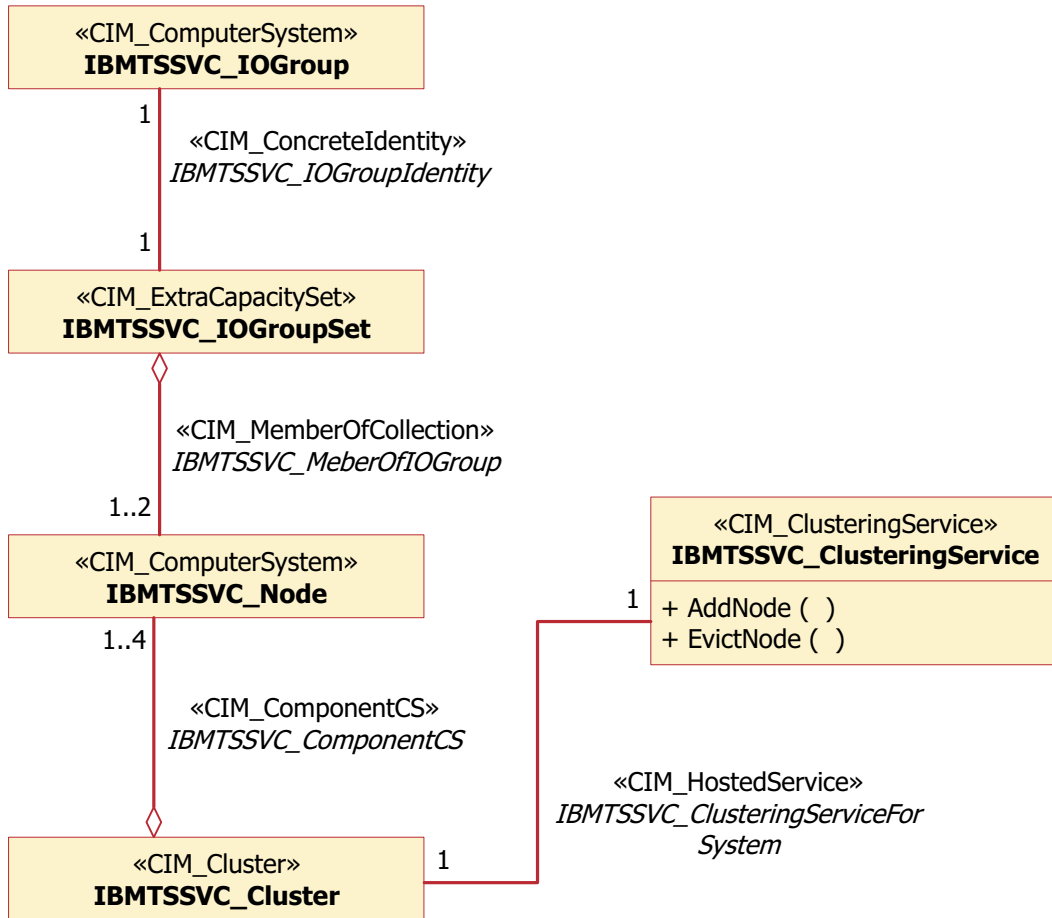 «CIM_ComputerSystem»
IBMTSSVC_IOGroup
1
«CIM_ConcreteIdentity»
IBMTSSVC_IOGroupIdentity
1
«CIM_ExtraCapacitySet»
IBMTSSVC_IOGroupSet
«CIM_MemberOfCollection»
IBMTSSVC_MeberOfIOGroup
1..2
«CIM_ComputerSystem»
IBMTSSVC_Node
1..4
«CIM_ClusteringService»
IBMTSSVC_ClusteringService
1
+ AddNode (  )
+ EvictNode (  )
«CIM_ComponentCS»
IBMTSSVC_ComponentCS
«CIM_HostedService»
IBMTSSVC_ClusteringServiceFor
System
«CIM_Cluster»
IBMTSSVC_Cluster
1